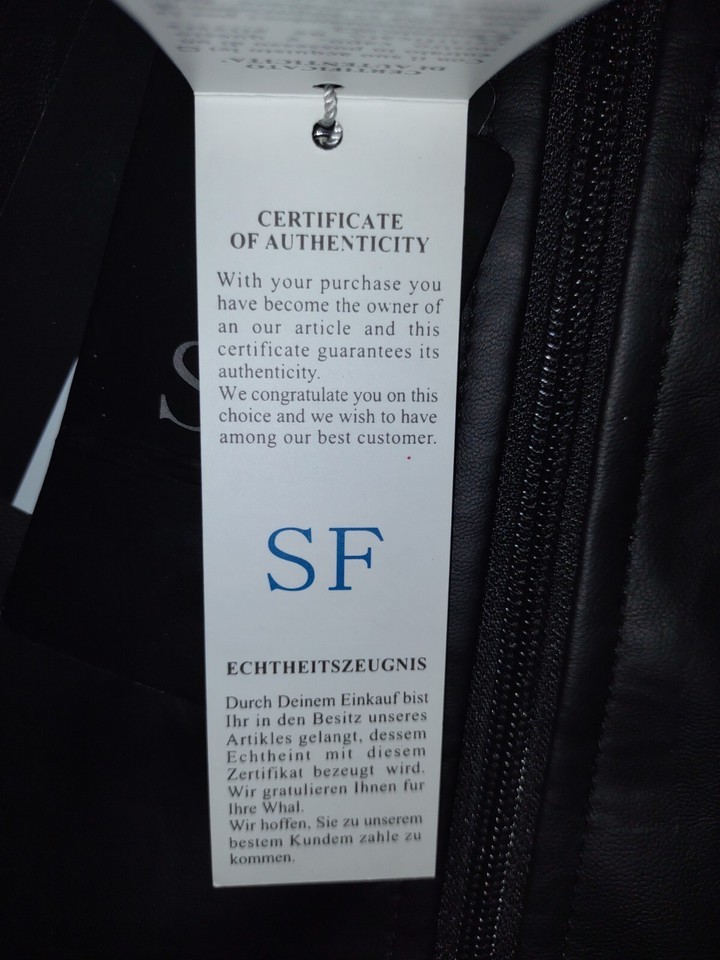 CERTIFICATO
DI AUTENTICITA'
CERTIFICATE
OF AUTHENTICITY
With your purchase you
have become the owner of
an our article and this
certificate guarantees its
authenticity.
We congratulate you on this
choice and we wish to have
among our best customer.
SF
ECHTHEITSZEUGNIS
Durch Deinem Einkauf bist
Ihr in den Besitz unseres
Artikles gelangt, dessem
Echtheint mit diesem
Zertifikat bezeugt wird.
Wir gratulieren Ihnen fur
Ihre Whal.
Wir hoffen, Sie zu unserem
bestem Kundem zahle zu
kommen.